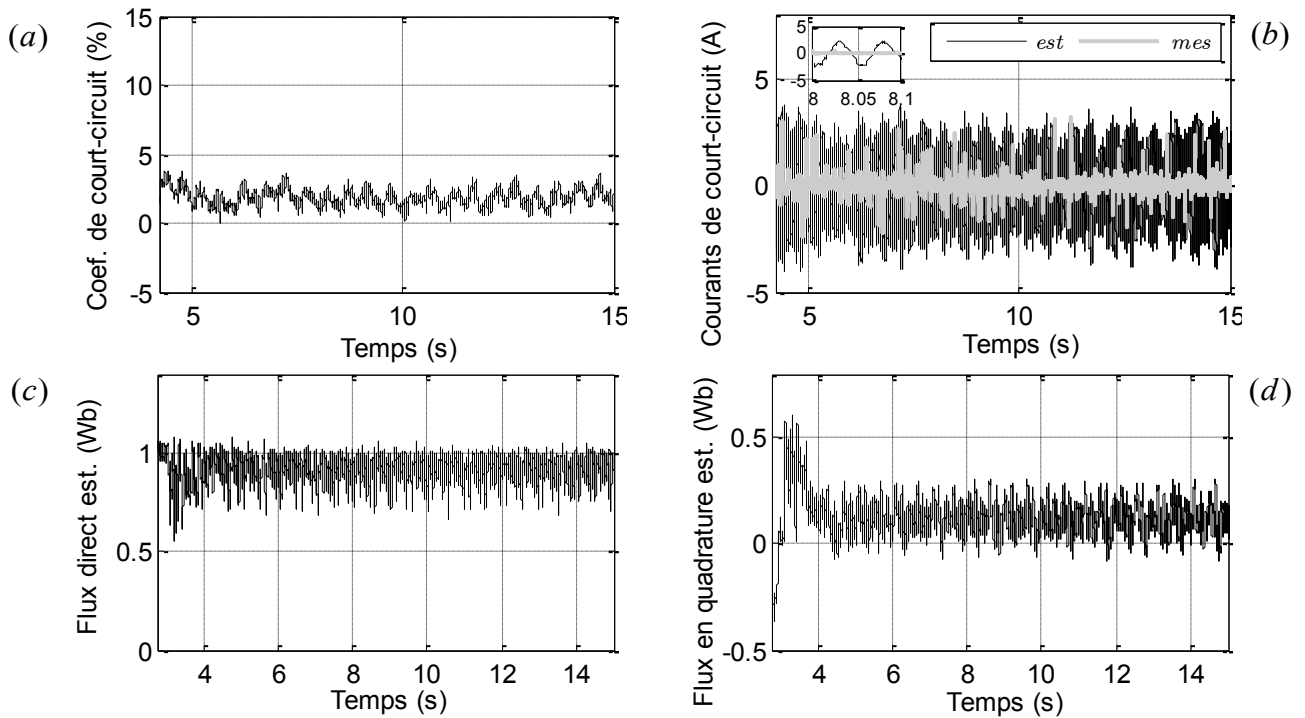 (a)
Coef. de court-circuit (%)
15
10
5
0
-5
5
10
15
Temps (s)
(b)
Courants de court-circuit (A)
5
0
-5
8
8.05
8.1
est
mes
5
0
-5
5
10
15
Temps (s)
(c)
Flux direct est. (Wb)
1
0.5
0
4
6
8
10
12
14
Temps (s)
(d)
Flux en quadrature est. (Wb)
0.5
0
-0.5
4
6
8
10
12
14
Temps (s)